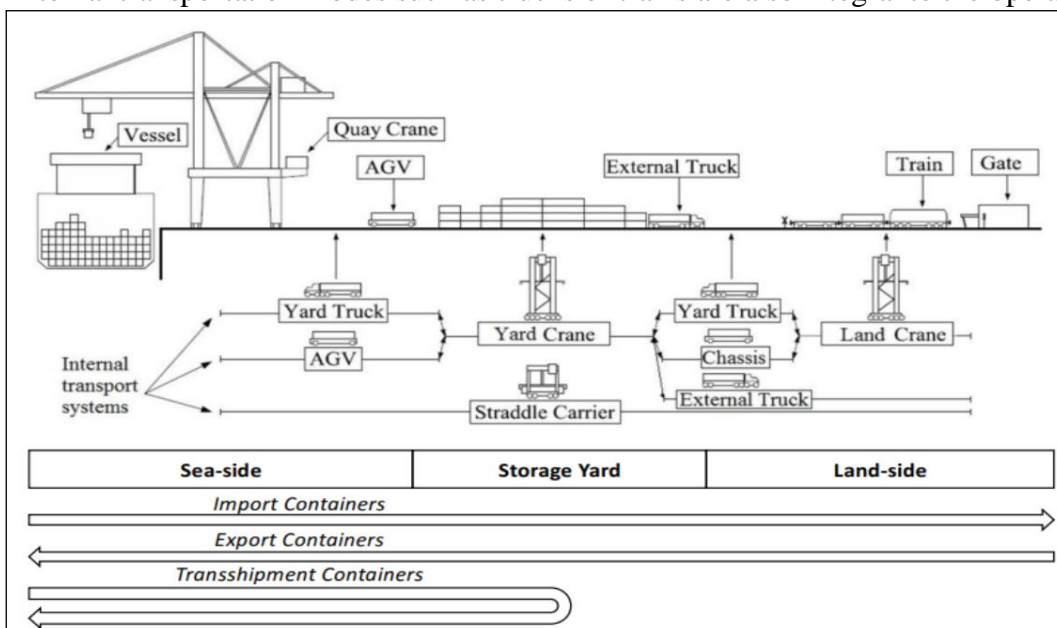 Vessel
Quay Crane
AGV
External Truck
Train
Gate
Yard Truck
Yard Truck
Yard Crane
Land Crane
AGV
Chassis
Internal
transport
systems
External Truck
Straddle Carrier
Sea-side
Storage Yard
Land-side
Import Containers
Export Containers
Transshipment Containers